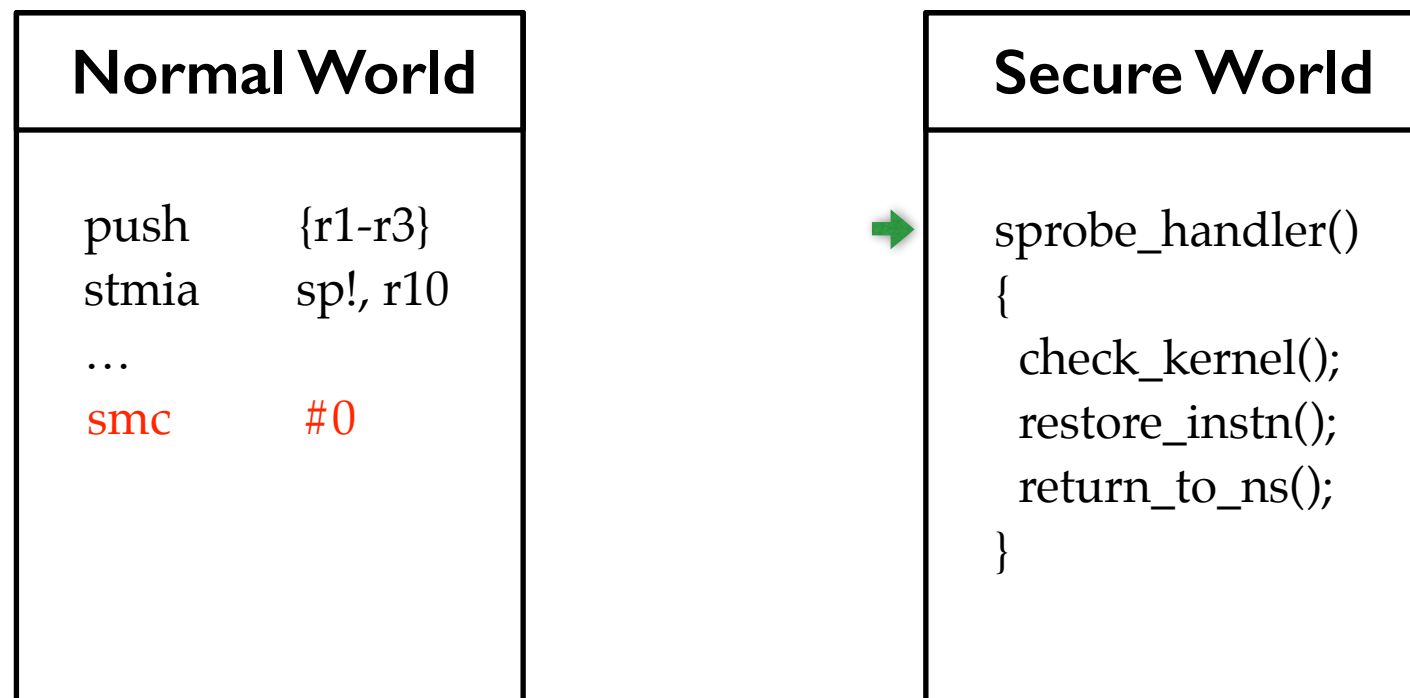 Normal World
push {r1-r3}
stmia sp!, r10
…
smc #0
Secure World
sprobe_handler()
{
check_kernel();
restore_instn();
return_to_ns();
}